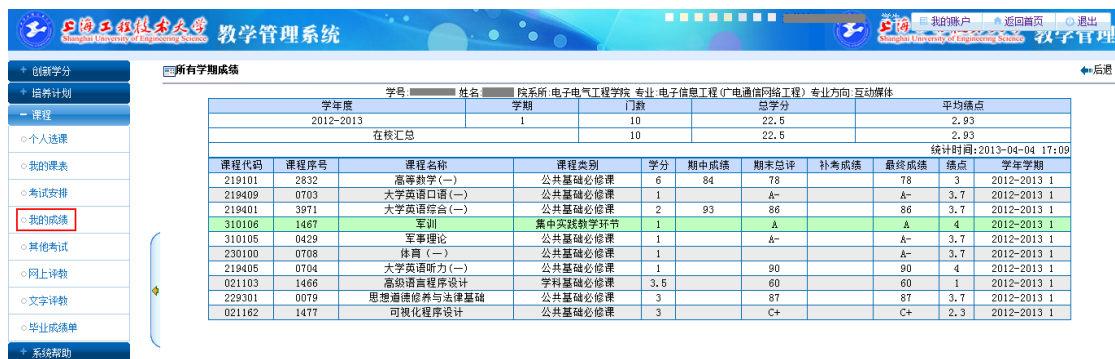 上海工程技术大学 教学管理系统
Shanghai University of Engineering Science
我的账户 返回首页 退出
上海
Shanghai University of Engineering Science
教学管理
+ 创新学分
+ 培养计划
- 课程
个人选课
我的课表
考试安排
我的成绩
其他考试
网上评教
文字评教
毕业成绩单
+ 系统帮助
所有学期成绩 后退
学号: 姓名: 院系所:电子电气工程学院 专业:电子信息工程(广电通信网络工程) 专业方向:互动媒体
学年度 学期 门数 总学分 平均绩点
2012-2013 1 10 22.5 2.93
在校汇总 10 22.5 2.93
统计时间:2013-04-04 17:09
课程代码 课程序号 课程名称 课程类别 学分 期中成绩 期末总评 补考成绩 最终成绩 绩点 学年学期
219101 2832 高等数学(一) 公共基础必修课 6 84 78 78 3 2012-2013 1
219409 0703 大学英语口语(一) 公共基础必修课 1 A- A- 3.7 2012-2013 1
219401 3971 大学英语综合(一) 公共基础必修课 2 93 86 86 3.7 2012-2013 1
310106 1467 军训 集中实践教学环节 1 A A 4 2012-2013 1
310105 0429 军事理论 公共基础必修课 1 A- A- 3.7 2012-2013 1
230100 0708 体育 (一) 公共基础必修课 1 A- 3.7 2012-2013 1
219405 0704 大学英语听力(一) 公共基础必修课 1 90 90 4 2012-2013 1
021103 1466 高级语言程序设计 学科基础必修课 3.5 60 60 1 2012-2013 1
229301 0079 思想道德修养与法律基础 公共基础必修课 3 87 87 3.7 2012-2013 1
021162 1477 可视化程序设计 公共基础必修课 3 C+ C+ 2.3 2012-2013 1